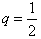 q = 1/2